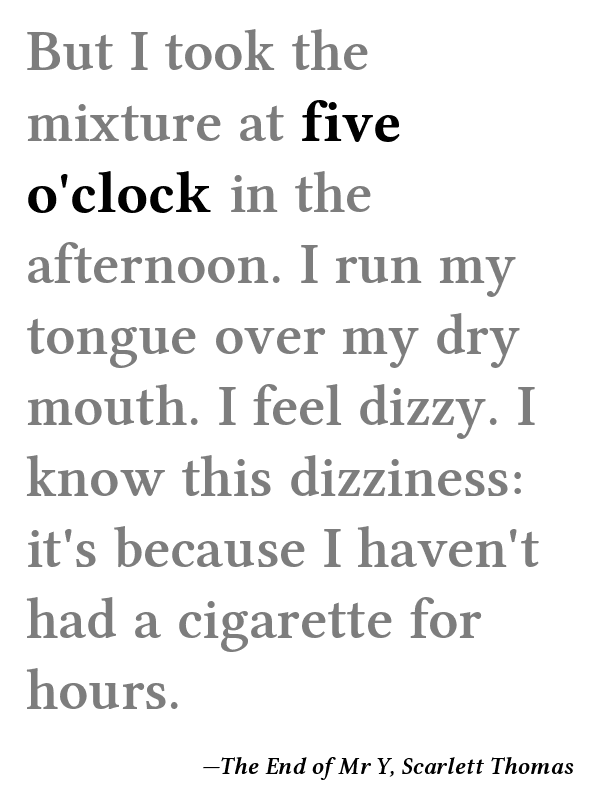 But I took the
mixture at five
o'clock in the
afternoon. I run my
tongue over my dry
mouth. I feel dizzy. I
know this dizziness:
it's because I haven't
had a cigarette for
hours.
—The End of Mr Y, Scarlett Thomas